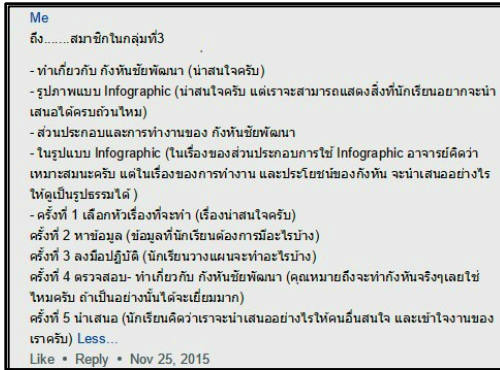 Me
ถึง.......สมาชิกในกลุ่มที่3
- ทำเกี่ยวกับ กังหันชัยพัฒนา (น่าสนใจครับ)
- รูปภาพแบบ Infographic (น่าสนใจครับ แต่เราจะสามารถแสดงสิ่งที่นักเรียนอยากจะนำ
เสนอได้ครบถ้วนไหม)
- ส่วนประกอบและการทำงานของ กังหันชัยพัฒนา
- ในรูปแบบ Infographic (ในเรื่องของส่วนประกอบการใช้ Infographic อาจารย์คิดว่า
เหมาะสมนะครับ แต่ในเรื่องของการทำงาน และประโยชน์ของกังหัน จะนำเสนออย่างไร
ให้ดูเป็นรูปธรรมได้ )
- ครั้งที่ 1 เลือกหัวเรื่องที่จะทำ (เรื่องน่าสนใจครับ)
ครั้งที่ 2 หาข้อมูล (ข้อมูลที่นักเรียนต้องการมีอะไรบ้าง)
ครั้งที่ 3 ลงมือปฏิบัติ (นักเรียนวางแผนจะทำอะไรบ้าง)
ครั้งที่ 4 ตรวจสอบ- ทำเกี่ยวกับ กังหันชัยพัฒนา (คุณหมายถึงจะทำกังหันจริงๆเลยใช่
ไหมครับ ถ้าเป็นอย่างนั้นได้จะเยี่ยมมาก)
ครั้งที่ 5 นำเสนอ (นักเรียนคิดว่าเราจะนำเสนออย่างไรให้คนอื่นสนใจ และเข้าใจงานของ
เราครับ) Less...
Like • Reply • Nov 25, 2015